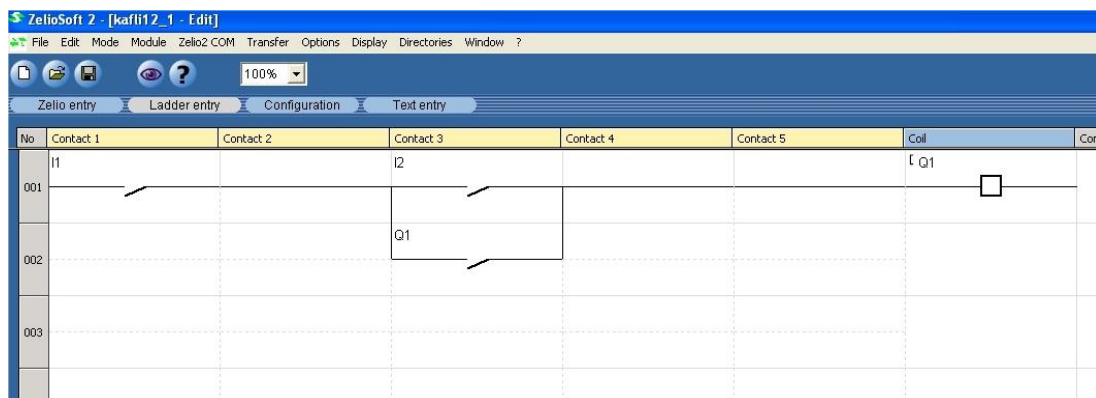 ZelioSoft 2 - [kafli12_1 - Edit]
File Edit Mode Module Zelio2 COM Transfer Options Display Directories Window ?
? 100%
Zelio entry Ladder entry Configuration Text entry
No Contact 1 Contact 2 Contact 3 Contact 4 Contact 5 Coil Cor
I1 I2 [ Q1
001
Q1
002
003